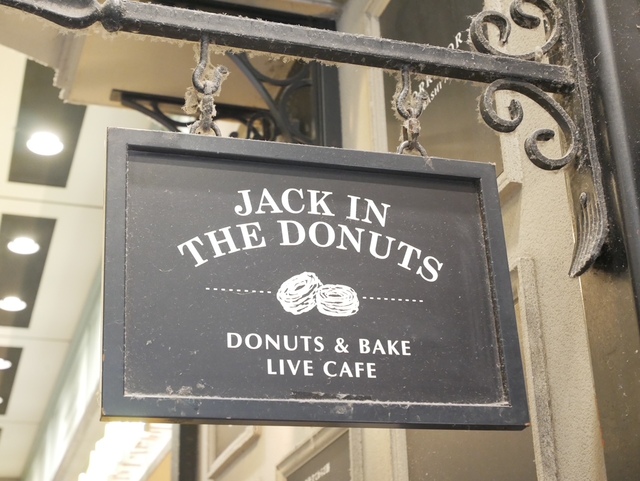 JACK IN
THE DONUTS
DONUTS & BAKE
LIVE CAFE